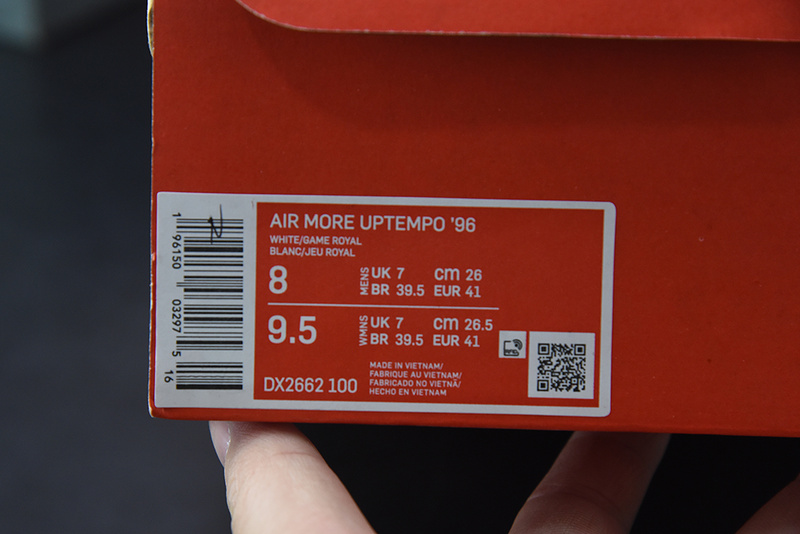 AIR MORE UPTEMPO '96
WHITE/GAME ROYAL
BLANC/JEU ROYAL
8 MENS UK 7 cm 26
BR 39.5 EUR 41
9.5 WMNS UK 7 cm 26.5
BR 39.5 EUR 41
DX2662 100
MADE IN VIETNAM/
FABRIQUE AU VIETNAM/
FABRICADO NO VIETNÃ/
HECHO EN VIETNAM
1 96150 03297 5
16